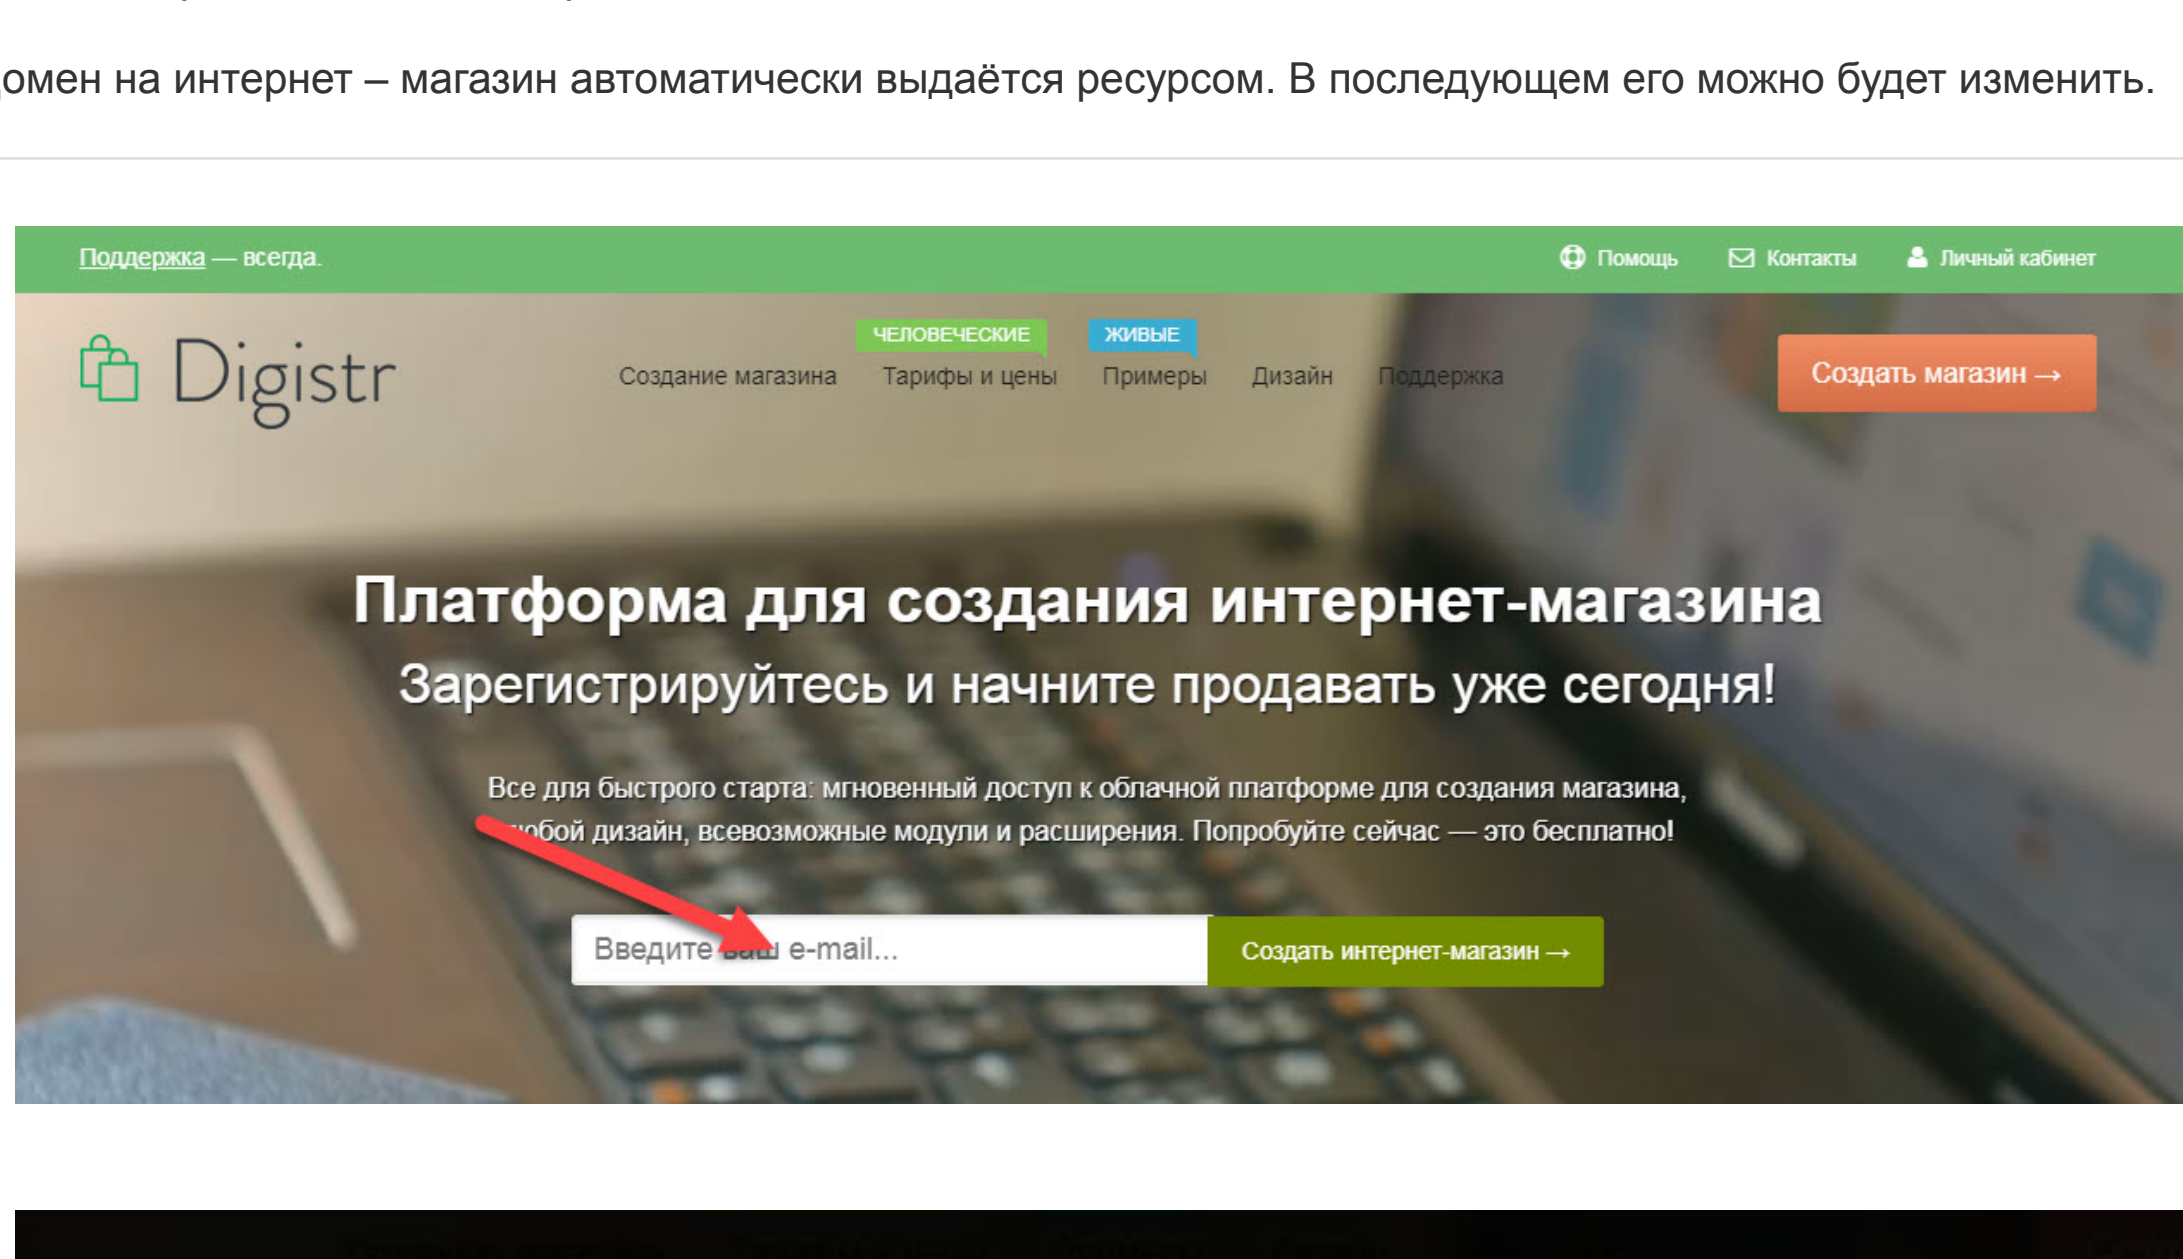 омен на интернет – магазин автоматически выдаётся ресурсом. В последующем его можно будет изменить.
Поддержка — всегда.
Помощь
Контакты
Личный кабинет
Digistr
ЧЕЛОВЕЧЕСКИЕ
ЖИВЫЕ
Создание магазина
Тарифы и цены
Примеры
Дизайн
Поддержка
Создать магазин →
Платформа для создания интернет-магазина
Зарегистрируйтесь и начните продавать уже сегодня!
Все для быстрого старта: мгновенный доступ к облачной платформе для создания магазина,
любой дизайн, всевозможные модули и расширения. Попробуйте сейчас — это бесплатно!
Введите ваш e-mail...
Создать интернет-магазин →